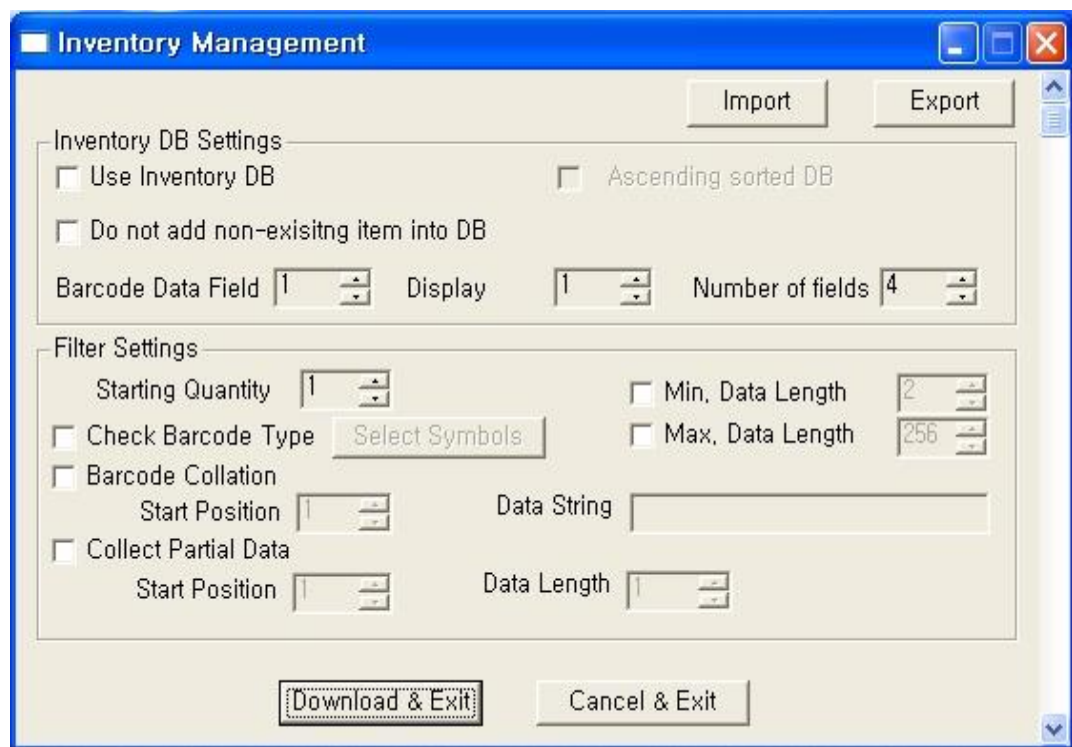 Inventory Management
Import Export
Inventory DB Settings
Use Inventory DB Ascending sorted DB
Do not add non-exisitng item into DB
Barcode Data Field 1 Display 1 Number of fields 4
Filter Settings
Starting Quantity 1 Min, Data Length 2
Check Barcode Type Select Symbols Max, Data Length 256
Barcode Collation
Start Position 1 Data String
Collect Partial Data
Start Position 1 Data Length 1
Download & Exit Cancel & Exit